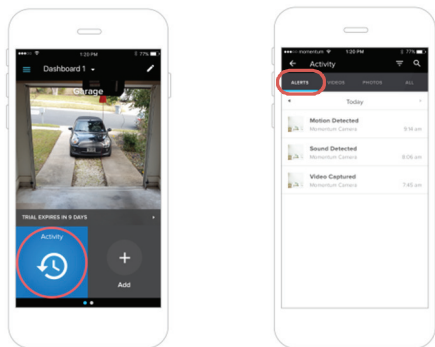 1:20 PM
77%
Dashboard 1
Garage
TRIAL EXPIRES IN 9 DAYS
Activity
Add
momentum
1:20 PM
77%
Activity
ALERTS VIDEOS PHOTOS ALL
Today
Motion Detected
Momentum Camera 9:16 am
Sound Detected
Momentum Camera 8:06 am
Video Captured
Momentum Camera 7:45 am